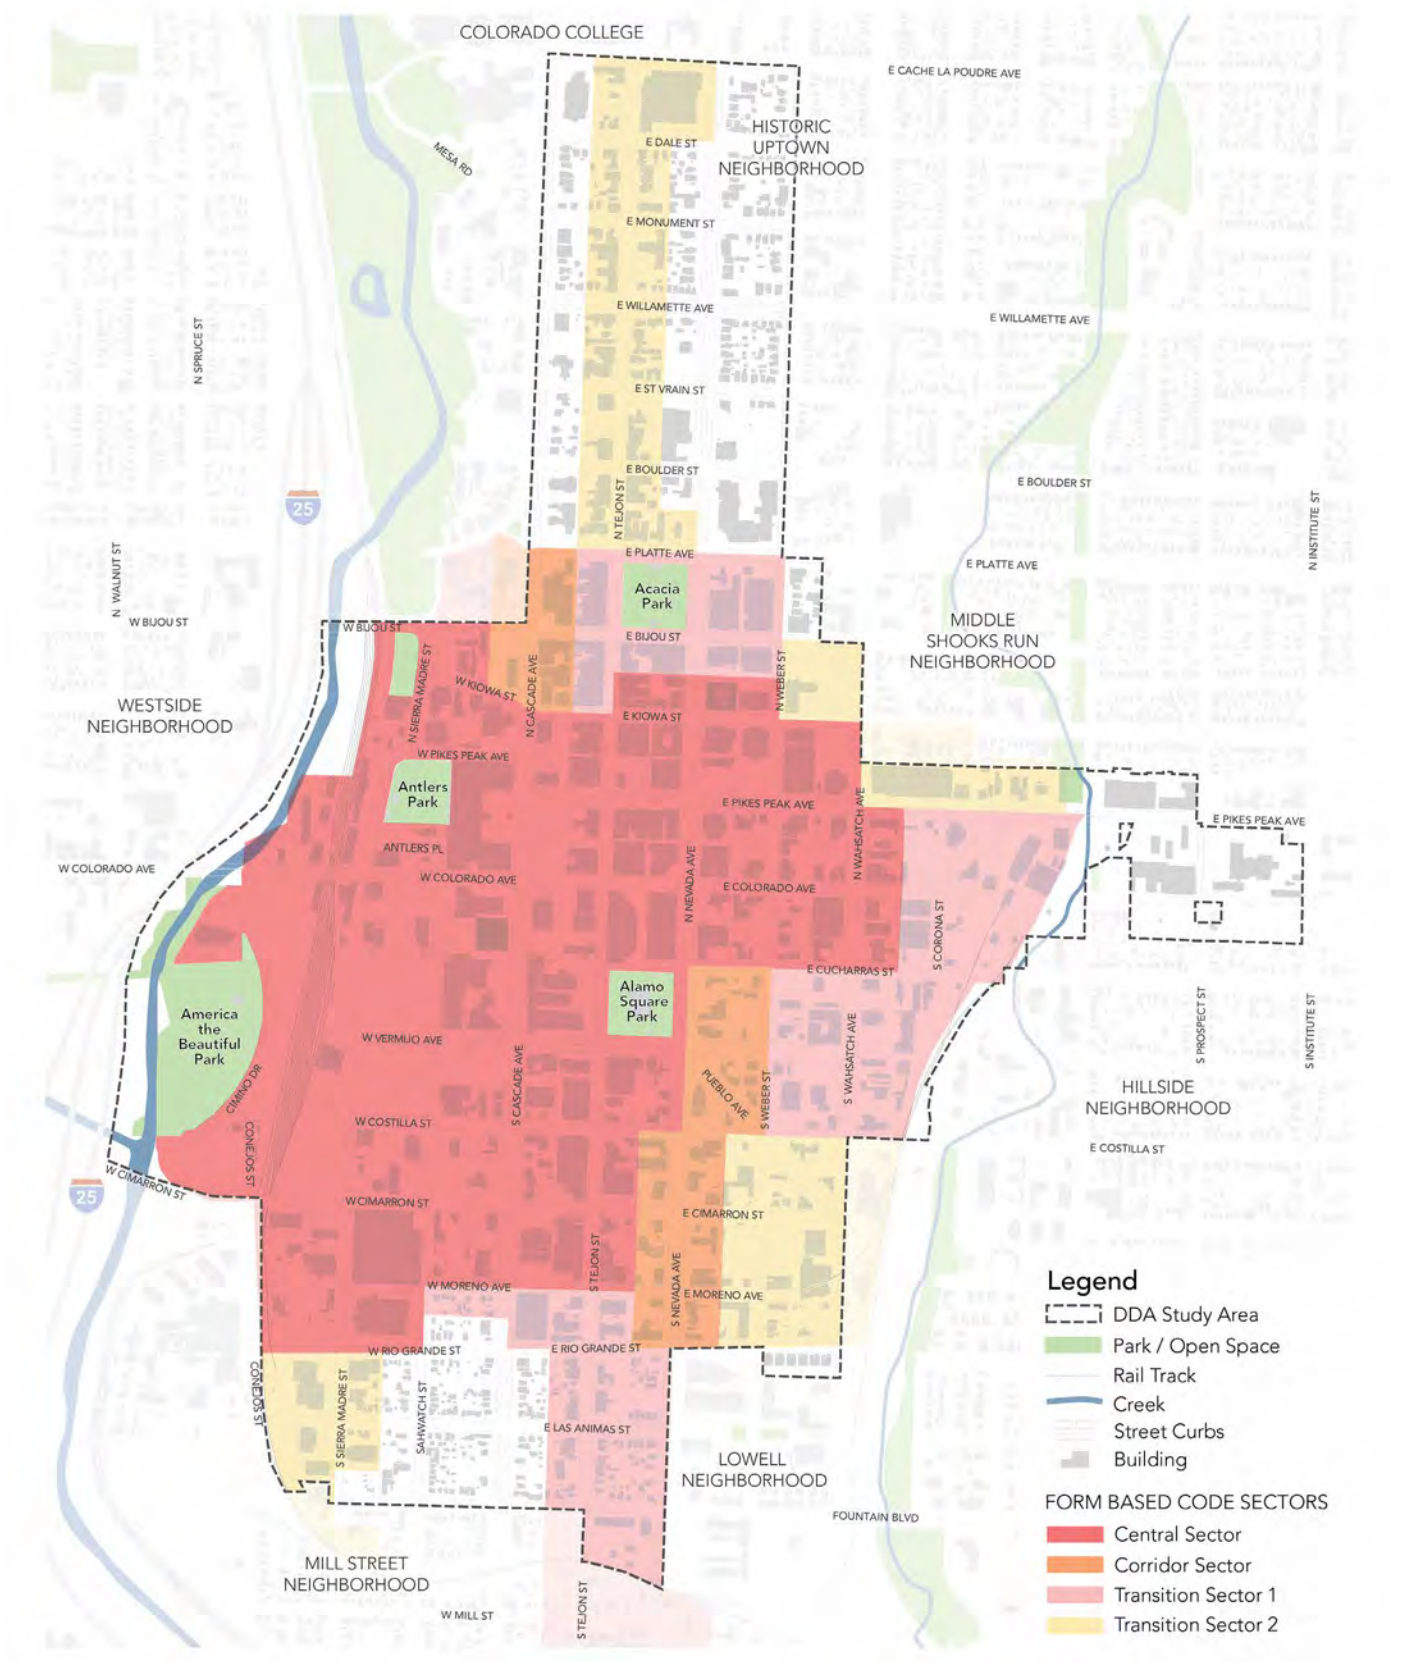 COLORADO COLLEGE
E CACHE LA POUDRE AVE
HISTORIC
UPTOWN
NEIGHBORHOOD
E DALE ST
MESA RD
E MONUMENT ST
E WILLAMETTE AVE
E WILLAMETTE AVE
N SPRUCE ST
E ST VRAIN ST
E BOULDER ST
E BOULDER ST
N TEJON ST
25
N INSTITUTE ST
N WALNUT ST
E PLATTE AVE
E PLATTE AVE
Acacia
Park
W BIJOU ST
W BIJOU ST
E BIJOU ST
MIDDLE
SHOOKS RUN
NEIGHBORHOOD
N SIERRA MADRE ST
W KIOWA ST
N CASCADE AVE
N WEBER ST
WESTSIDE
NEIGHBORHOOD
E KIOWA ST
W PIKES PEAK AVE
Antlers
Park
E PIKES PEAK AVE
N WAHSATCH AVE
E PIKES PEAK AVE
ANTLERS PL
W COLORADO AVE
W COLORADO AVE
N NEVADA AVE
E COLORADO AVE
S CORONA ST
E CUCHARRAS ST
Alamo
Square
Park
America
the
Beautiful
Park
S PROSPECT ST
S INSTITUTE ST
W VERMIJO AVE
S CASCADE AVE
S WAHSATCH AVE
CIMINO DR
PUEBLO AVE
S WEBER ST
HILLSIDE
NEIGHBORHOOD
W COSTILLA ST
E COSTILLA ST
CONEJOS ST
W CIMARRON ST
25
W CIMARRON ST
E CIMARRON ST
S TEJON ST
W MORENO AVE
S NEVADA AVE
E MORENO AVE
W RIO GRANDE ST
E RIO GRANDE ST
CONEJOS ST
S SIERRA MADRE ST
SAHWATCH ST
E LAS ANIMAS ST
LOWELL
NEIGHBORHOOD
FOUNTAIN BLVD
MILL STREET
NEIGHBORHOOD
W MILL ST
S TEJON ST
Legend
DDA Study Area
Park / Open Space
Rail Track
Creek
Street Curbs
Building
FORM BASED CODE SECTORS
Central Sector
Corridor Sector
Transition Sector 1
Transition Sector 2